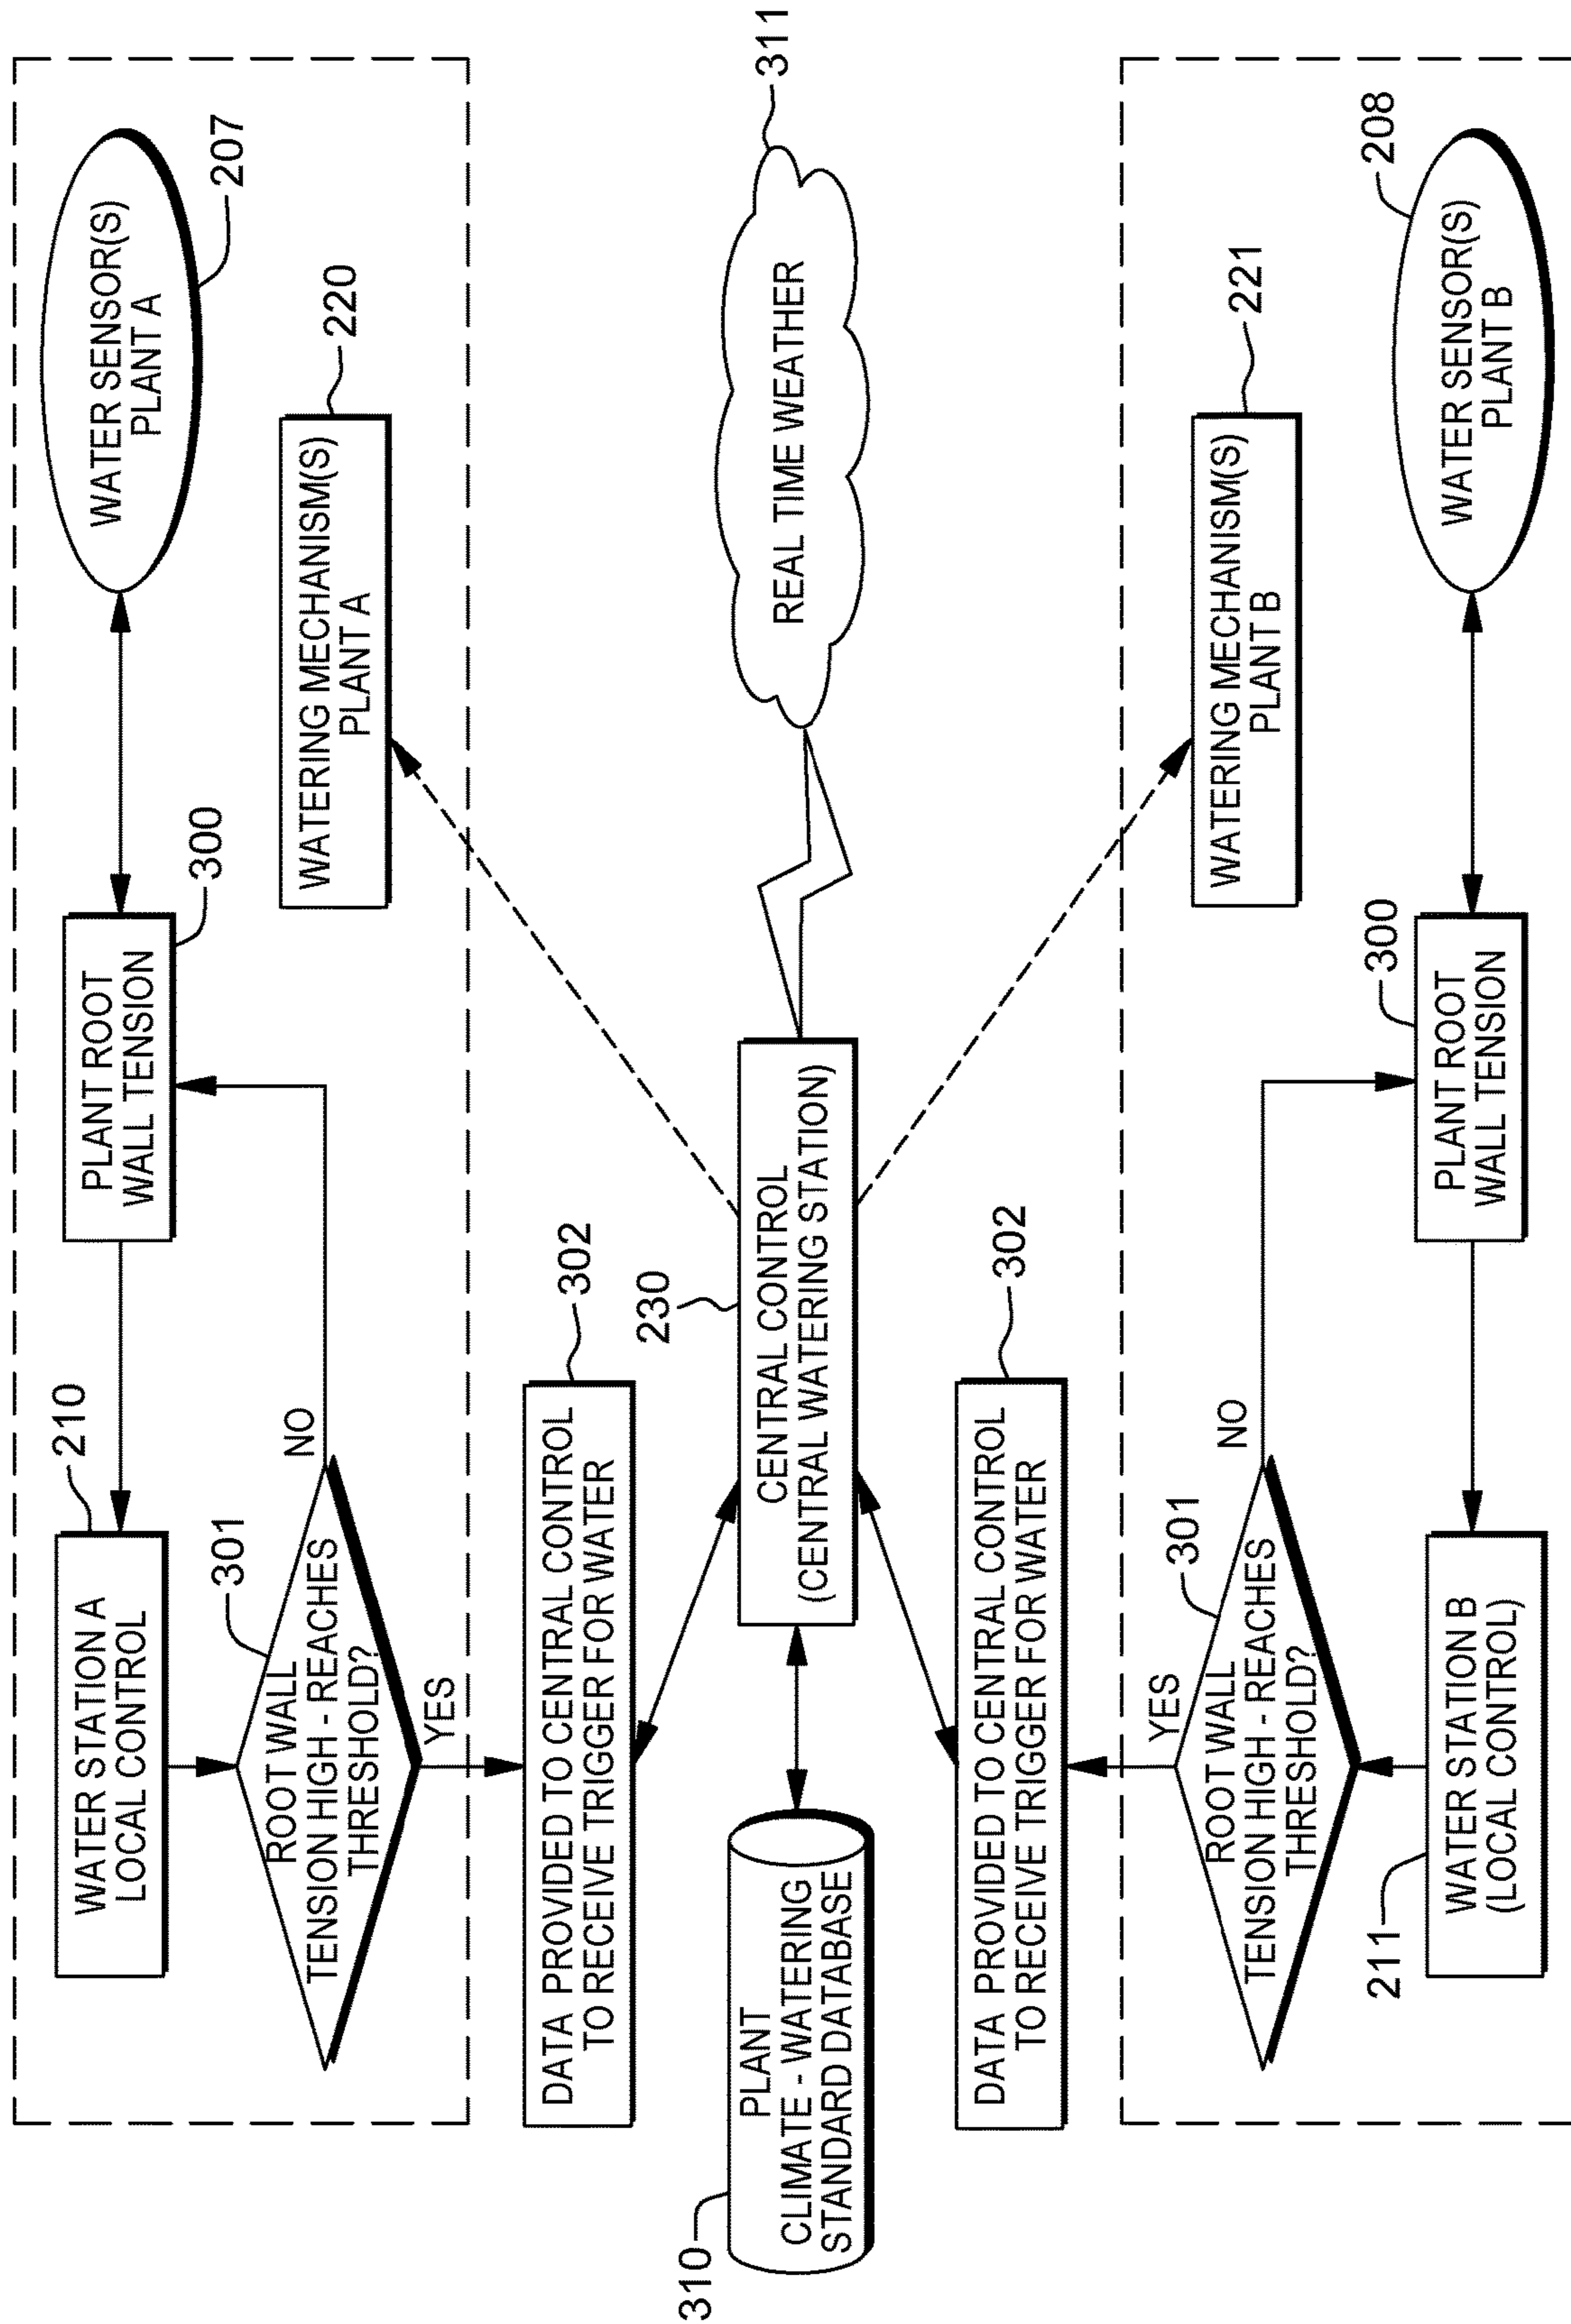 210
WATER STATION A
LOCAL CONTROL
300
PLANT ROOT
WALL TENSION
WATER SENSOR(S)
PLANT A
207
301
ROOT WALL
TENSION HIGH - REACHES
THRESHOLD?
NO
YES
WATERING MECHANISM(S)
PLANT A
220
DATA PROVIDED TO CENTRAL CONTROL
TO RECEIVE TRIGGER FOR WATER
302
310
PLANT
CLIMATE - WATERING
STANDARD DATABASE
230
CENTRAL CONTROL
(CENTRAL WATERING STATION)
REAL TIME WEATHER
311
DATA PROVIDED TO CENTRAL CONTROL
TO RECEIVE TRIGGER FOR WATER
302
YES
301
NO
ROOT WALL
TENSION HIGH - REACHES
THRESHOLD?
WATERING MECHANISM(S)
PLANT B
221
211
WATER STATION B
(LOCAL CONTROL)
300
PLANT ROOT
WALL TENSION
208
WATER SENSOR(S)
PLANT B